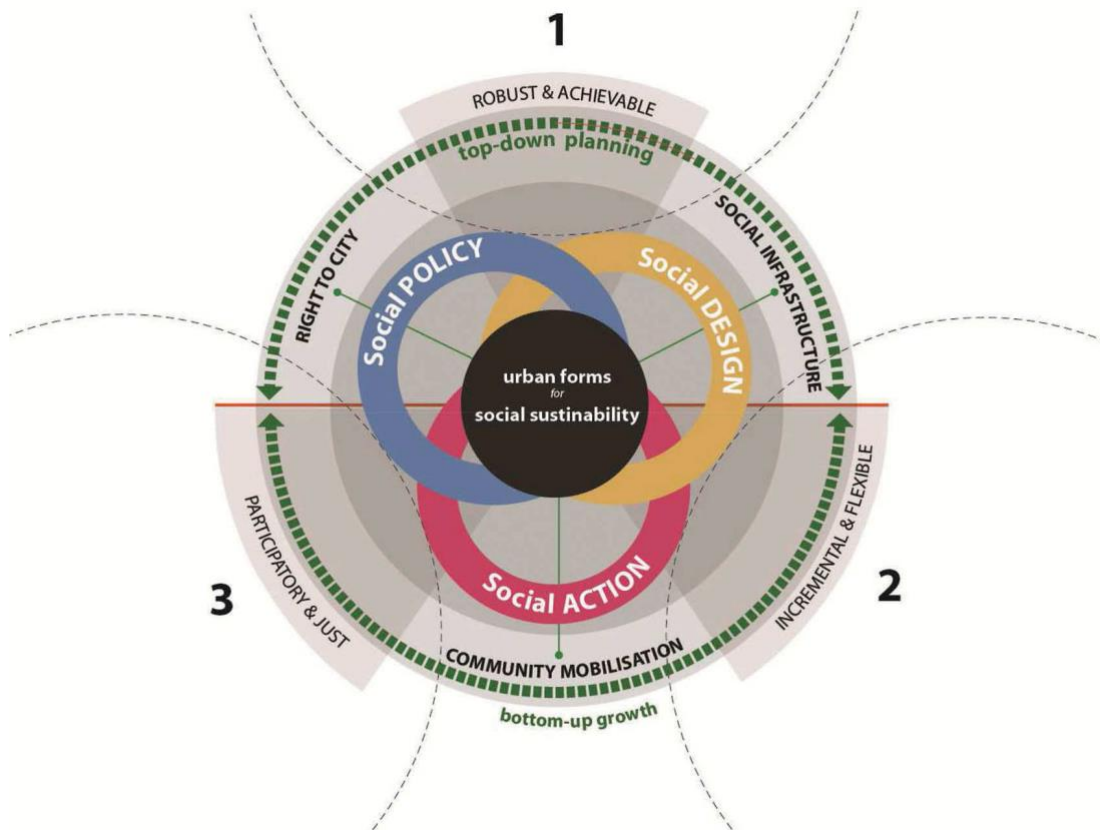 1
ROBUST & ACHIEVABLE
top-down planning
RIGHT TO CITY
SOCIAL INFRASTRUCTURE
Social POLICY
Social DESIGN
urban forms
for
social sustinability
Social ACTION
PARTICIPATORY & JUST
INCREMENTAL & FLEXIBLE
3
2
COMMUNITY MOBILISATION
bottom-up growth